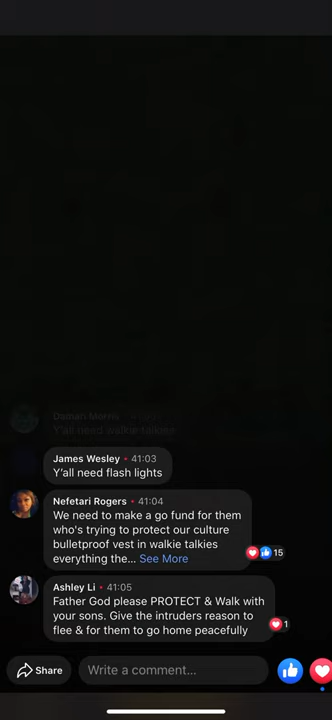 Y'all need walkie talkies
James Wesley • 41:03
Y'all need flash lights
Nefetari Rogers • 41:04
We need to make a go fund for them
who's trying to protect our culture
bulletproof vest in walkie talkies
everything the... See More
15
Ashley Li • 41:05
Father God please PROTECT & Walk with
your sons. Give the intruders reason to
flee & for them to go home peacefully
1
Share
Write a comment...